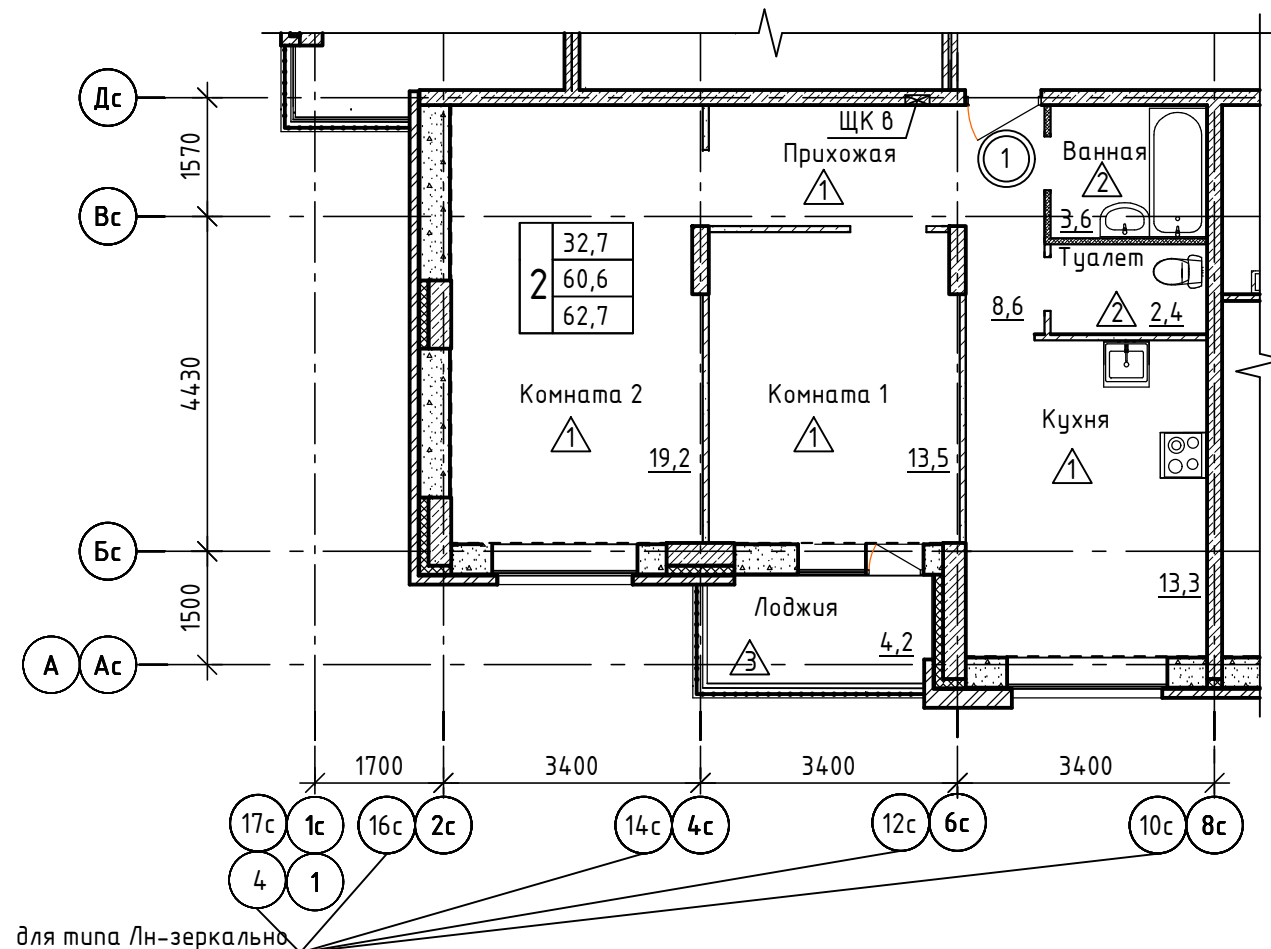 Дс
ЩК в
1570
Прихожая
1
1
Ванная
2
Вс
3,6
32,7
2
60,6
62,7
Туалет
8,6
2
2,4
4430
Комната 2
Комната 1
Кухня
1
1
1
19,2
13,5
Бс
13,3
1500
Лоджия
А
Ас
3
4,2
1700
3400
3400
3400
17с
1с
16с
2с
14с
4с
12с
6с
10с
8с
4
1
для типа Лн-зеркально